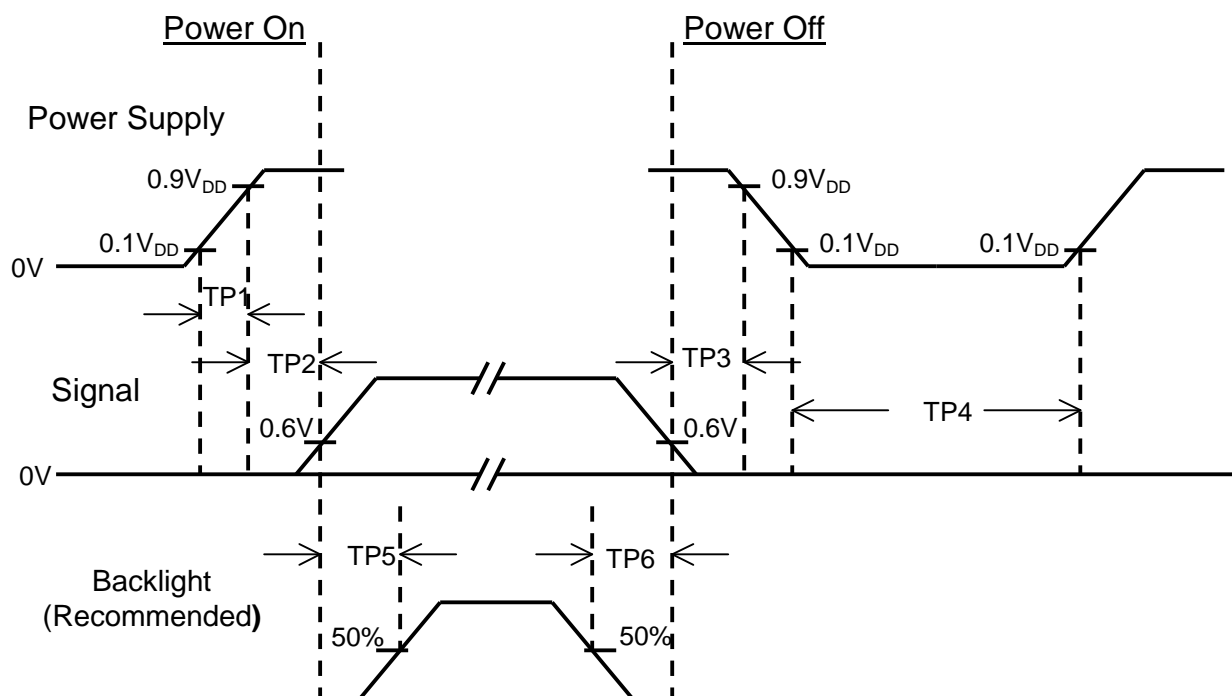 Power On
Power Off
Power Supply
0.9VDD
0.9VDD
0.1VDD
0.1VDD
0.1VDD
0V
TP1
TP2
TP3
Signal
TP4
0.6V
0.6V
0V
TP5
TP6
Backlight
(Recommended)
50%
50%